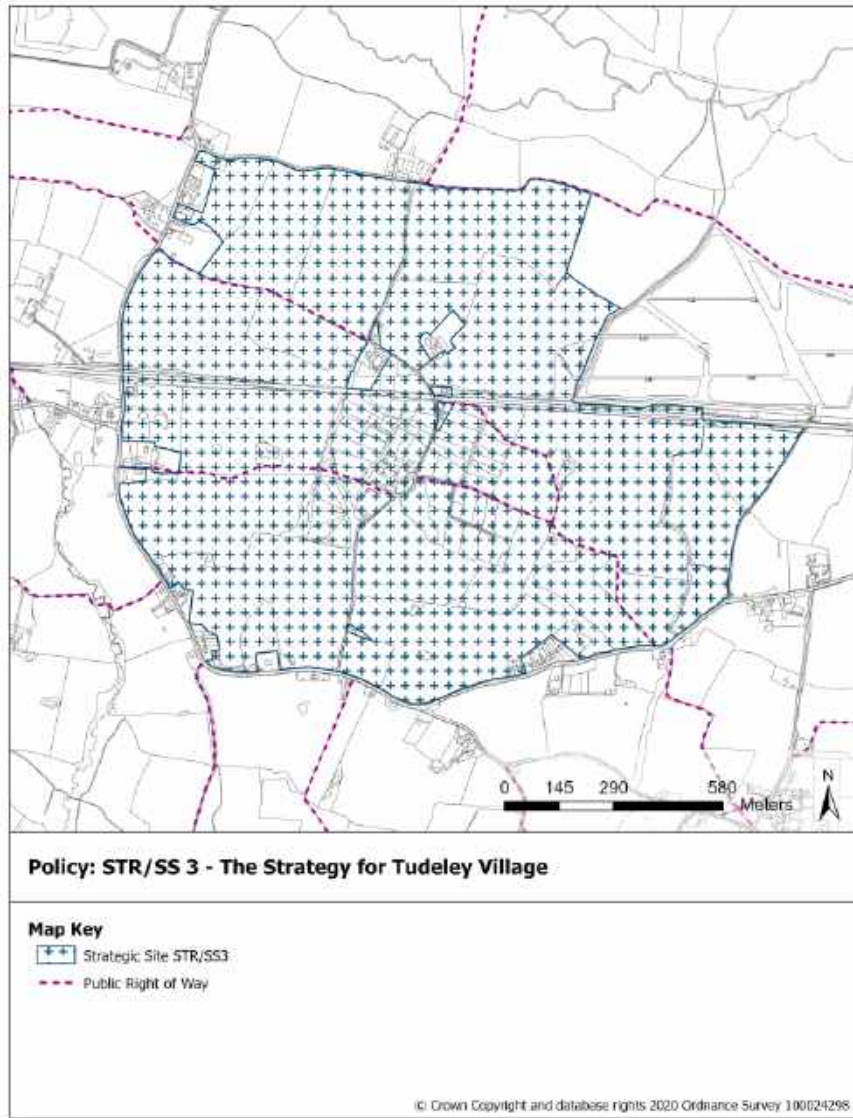 0 145 290 580
Meters
N
Policy: STR/SS 3 - The Strategy for Tudeley Village
Map Key
Strategic Site STR/SS3
Public Right of Way
© Crown Copyright and database rights 2020 Ordnance Survey 100024298